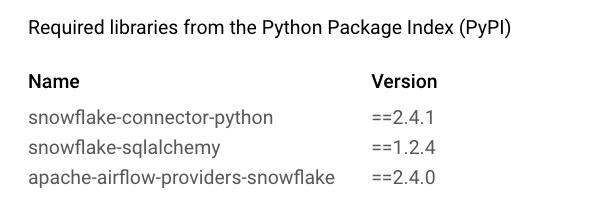 Required libraries from the Python Package Index (PyPI)
Name Version
snowflake-connector-python ==2.4.1
snowflake-sqlalchemy ==1.2.4
apache-airflow-providers-snowflake ==2.4.0